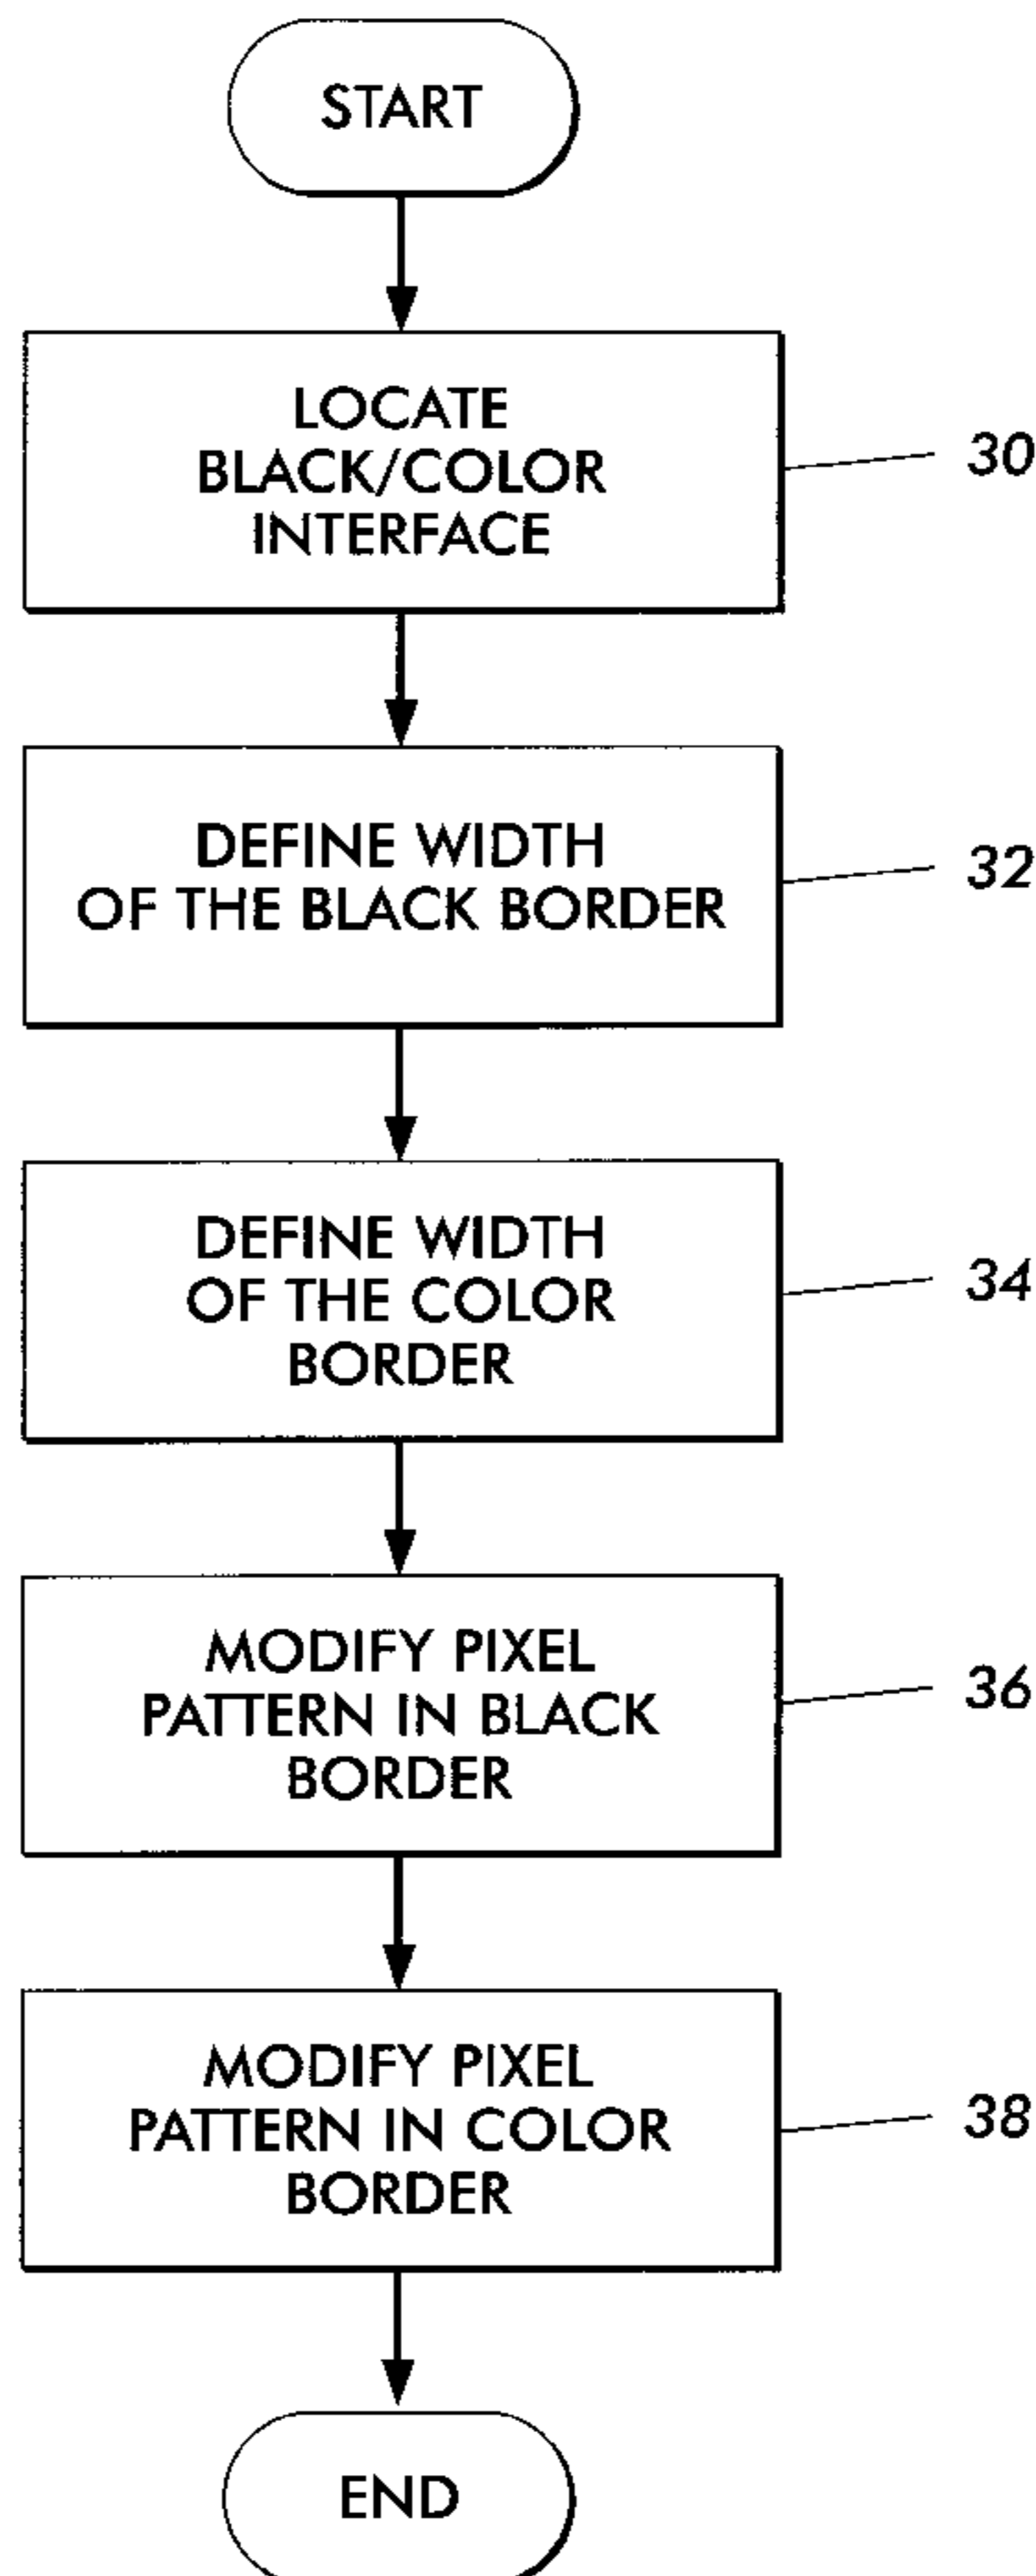 START
LOCATE
BLACK/COLOR
INTERFACE
30
DEFINE WIDTH
OF THE BLACK BORDER
32
DEFINE WIDTH
OF THE COLOR
BORDER
34
MODIFY PIXEL
PATTERN IN BLACK
BORDER
36
MODIFY PIXEL
PATTERN IN COLOR
BORDER
38
END